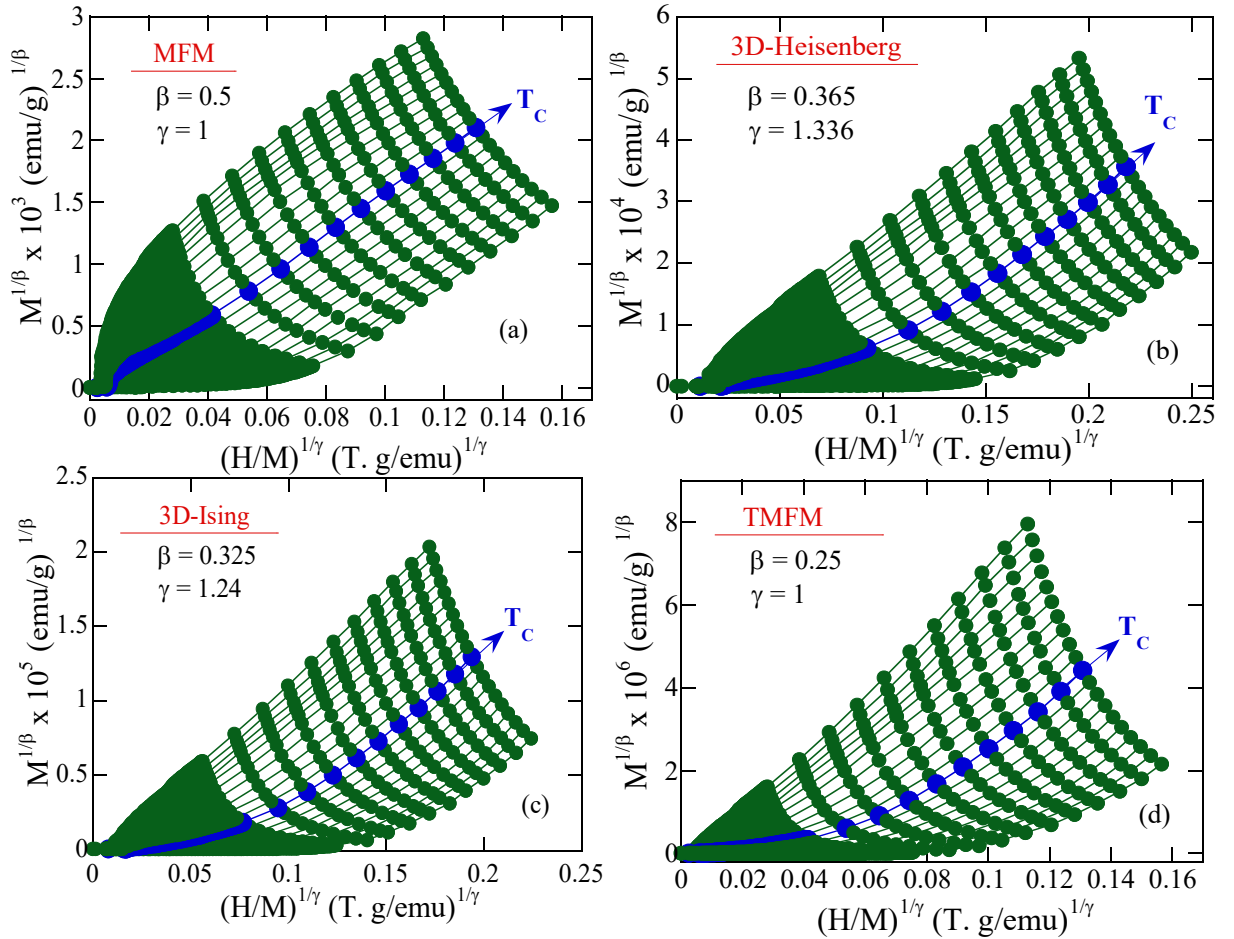 MFM
β = 0.5
γ = 1
T_C
(a)
3
2.5
2
1.5
1
0.5
0
M^{1/β} x 10^3 (emu/g)^{1/β}
0 0.02 0.04 0.06 0.08 0.1 0.12 0.14 0.16
(H/M)^{1/γ} (T. g/emu)^{1/γ}
3D-Heisenberg
β = 0.365
γ = 1.336
T_C
(b)
6
5
4
3
2
1
0
M^{1/β} x 10^4 (emu/g)^{1/β}
0 0.05 0.1 0.15 0.2 0.25
(H/M)^{1/γ} (T. g/emu)^{1/γ}
3D-Ising
β = 0.325
γ = 1.24
T_C
(c)
2.5
2
1.5
1
0.5
0
M^{1/β} x 10^5 (emu/g)^{1/β}
0 0.05 0.1 0.15 0.2 0.25
(H/M)^{1/γ} (T. g/emu)^{1/γ}
TMFM
β = 0.25
γ = 1
T_C
(d)
8
6
4
2
0
M^{1/β} x 10^6 (emu/g)^{1/β}
0 0.02 0.04 0.06 0.08 0.1 0.12 0.14 0.16
(H/M)^{1/γ} (T. g/emu)^{1/γ}